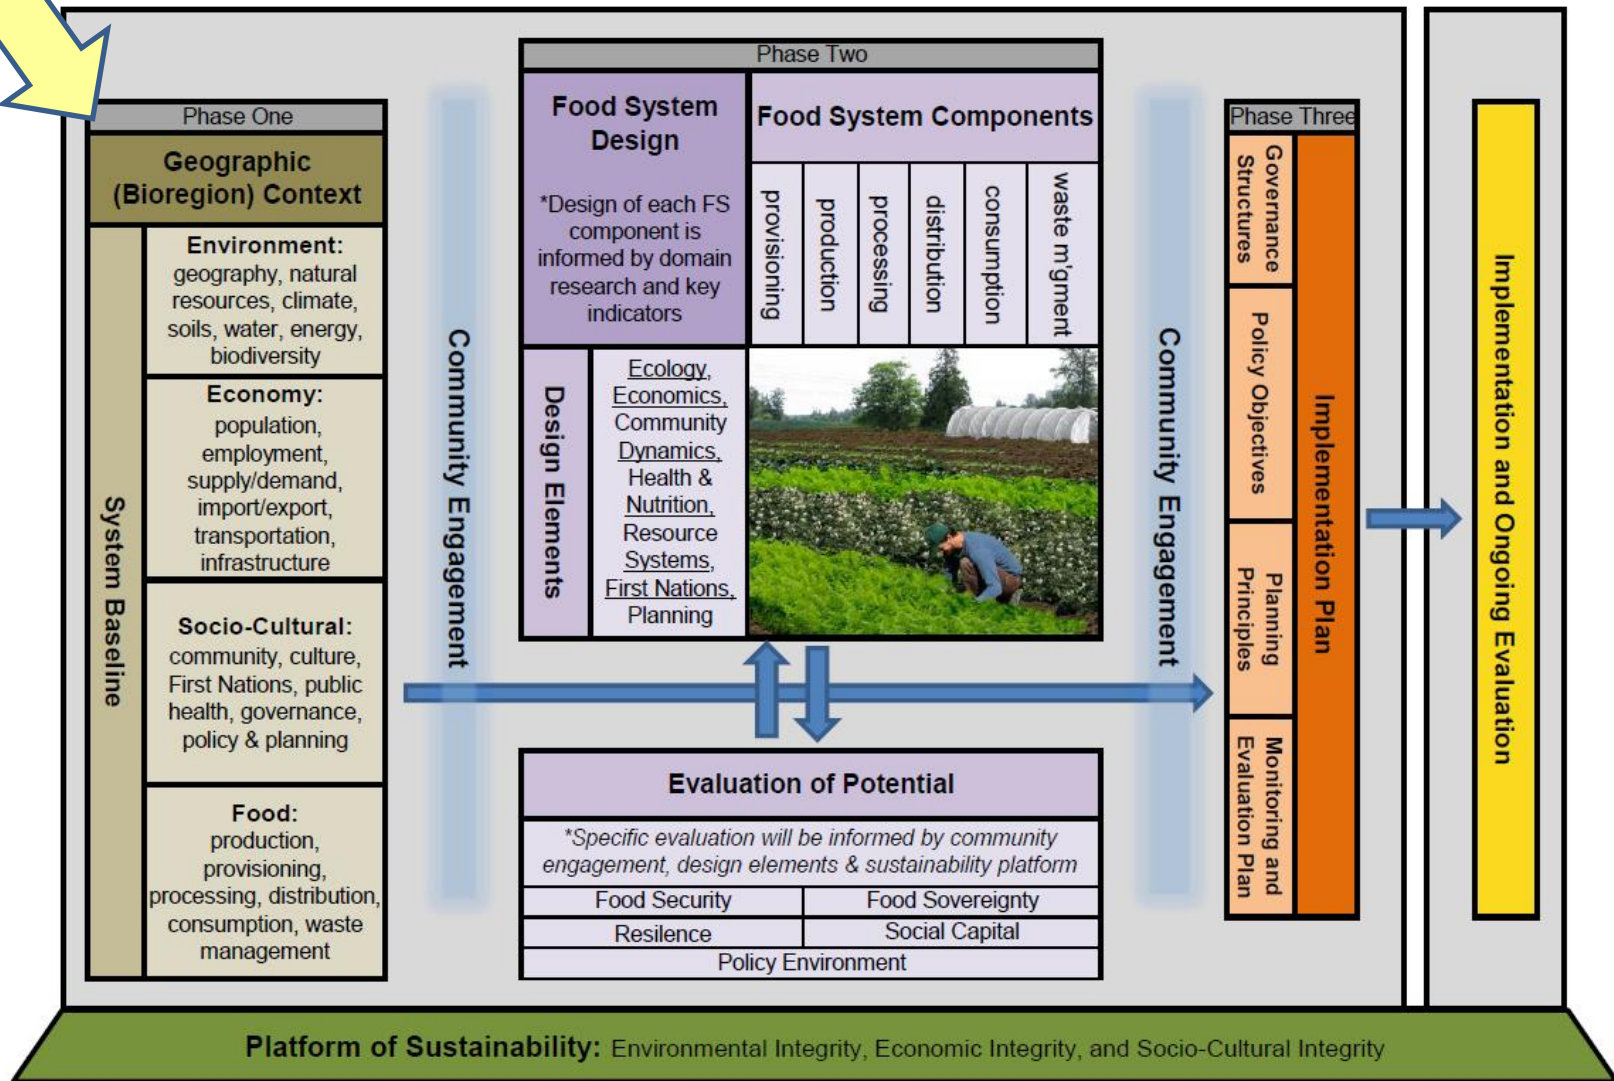 Phase One
Geographic
(Bioregion) Context
System Baseline
Environment:
geography, natural
resources, climate,
soils, water, energy,
biodiversity
Economy:
population,
employment,
supply/demand,
import/export,
transportation,
infrastructure
Socio-Cultural:
community, culture,
First Nations, public
health, governance,
policy & planning
Food:
production,
provisioning,
processing, distribution,
consumption, waste
management
Community Engagement
Phase Two
Food System
Design
*Design of each FS
component is
informed by domain
research and key
indicators
Food System Components
provisioning
production
processing
distribution
consumption
waste m'gment
Design Elements
Ecology,
Economics,
Community
Dynamics,
Health &
Nutrition,
Resource
Systems,
First Nations,
Planning
Evaluation of Potential
*Specific evaluation will be informed by community
engagement, design elements & sustainability platform
Food Security
Food Sovereignty
Resilence
Social Capital
Policy Environment
Community Engagement
Phase Three
Governance
Structures
Policy Objectives
Planning
Principles
Monitoring and
Evaluation Plan
Implementation Plan
Implementation and Ongoing Evaluation
Platform of Sustainability: Environmental Integrity, Economic Integrity, and Socio-Cultural Integrity